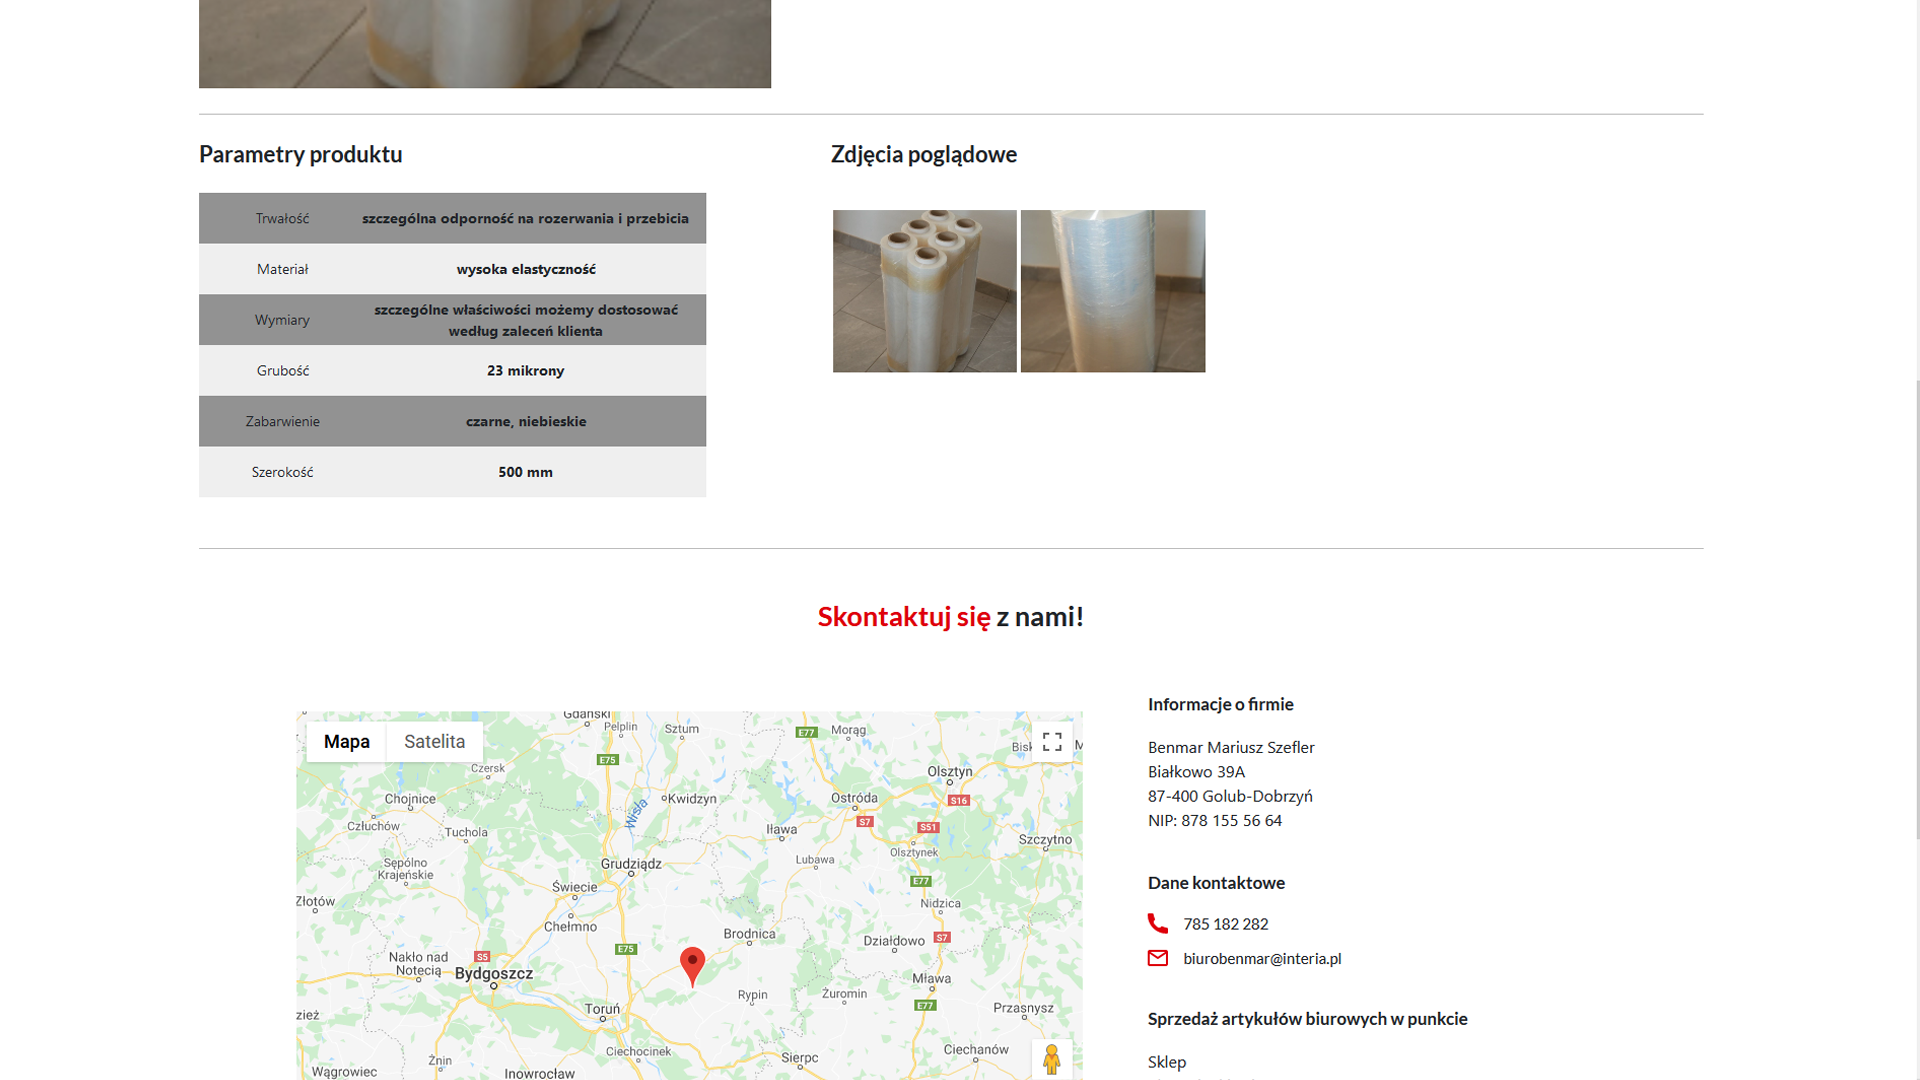 Parametry produktu
Trwałość szczególna odporność na rozerwania i przebicia
Materiał wysoka elastyczność
Wymiary szczególne właściwości możemy dostosować
według zaleceń klienta
Grubość 23 mikrony
Zabarwienie czarne, niebieskie
Szerokość 500 mm
Zdjęcia poglądowe
Skontaktuj się z nami!
Mapa Satelita
Gdański
Pelplin
Sztum
E77
Morąg
Bisk
E75
Czersk
Olsztyn
Chojnice
Kwidzyn
Ostróda
S16
Wisła
Człuchów
Tuchola
Iława
S7
S51
Szczytno
Olsztynek
Sępólno
Krajeńskie
Grudziądz
Lubawa
Świecie
E77
Złotów
Nidzica
Chełmno
Brodnica
Działdowo
S7
E75
Nakło nad
Notecią
S5
Bydgoszcz
Mława
Rypin
Żuromin
E77
Toruń
Przasnysz
zież
Ciechocinek
Sierpc
Ciechanów
Żnin
Wągrowiec
Inowrocław
Informacje o firmie
Benmar Mariusz Szefler
Białkowo 39A
87-400 Golub-Dobrzyń
NIP: 878 155 56 64
Dane kontaktowe
785 182 282
biurobenmar@interia.pl
Sprzedaż artykułów biurowych w punkcie
Sklep